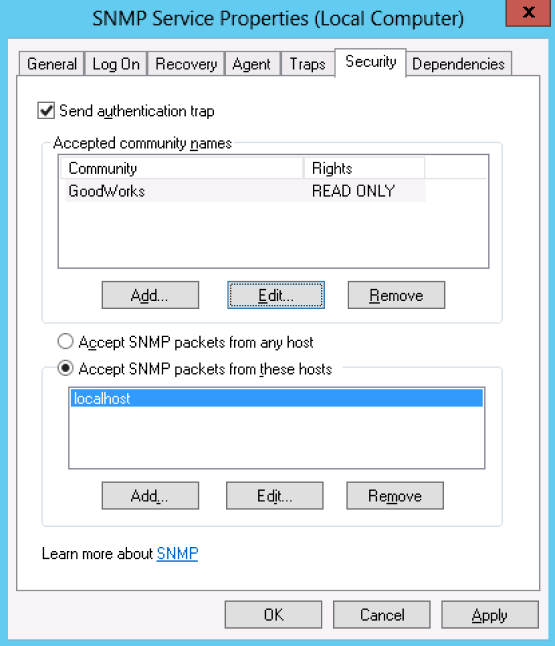 SNMP Service Properties (Local Computer)
x
General Log On Recovery Agent Traps Security Dependencies
Send authentication trap
Accepted community names
Community Rights
GoodWorks READ ONLY
Add... Edit... Remove
Accept SNMP packets from any host
Accept SNMP packets from these hosts
localhost
Add... Edit... Remove
Learn more about SNMP
OK Cancel Apply